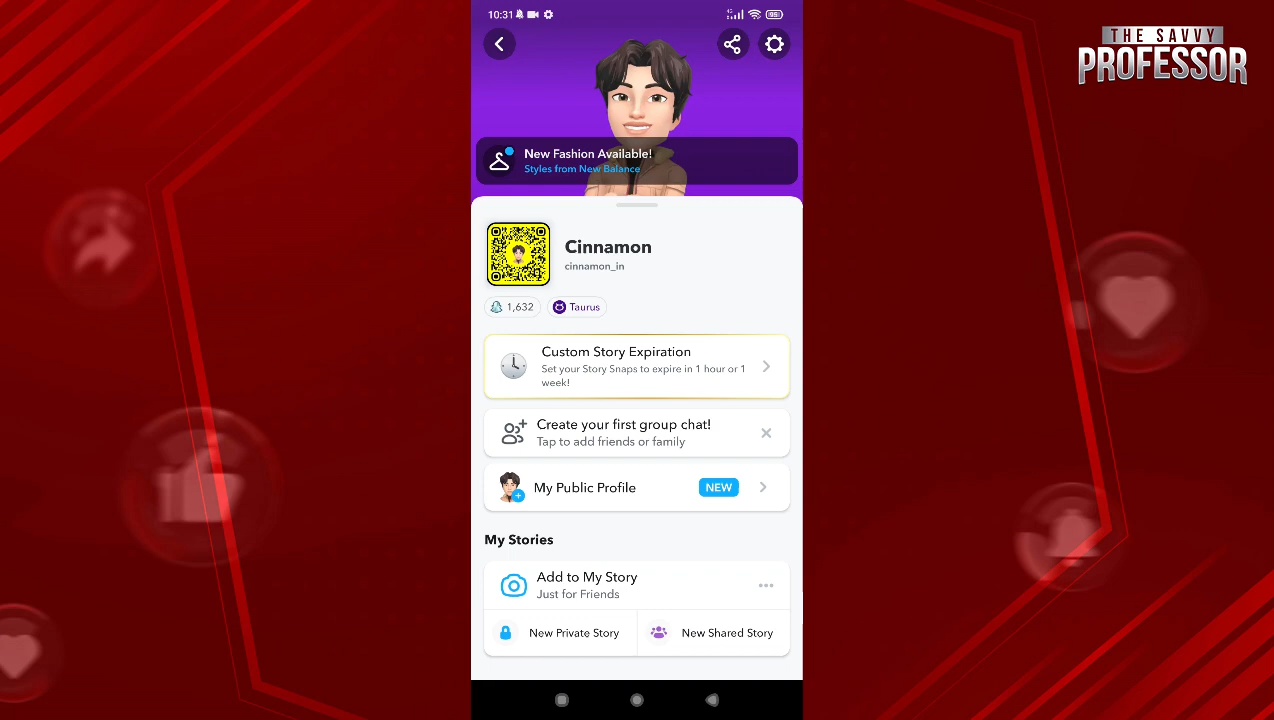 THE SAVVY
PROFESSOR
10:31
4G
95
New Fashion Available!
Styles from New Balance
Cinnamon
cinnamon_in
1,632
Taurus
Custom Story Expiration
Set your Story Snaps to expire in 1 hour or 1
week!
Create your first group chat!
Tap to add friends or family
My Public Profile
NEW
My Stories
Add to My Story
Just for Friends
New Private Story
New Shared Story